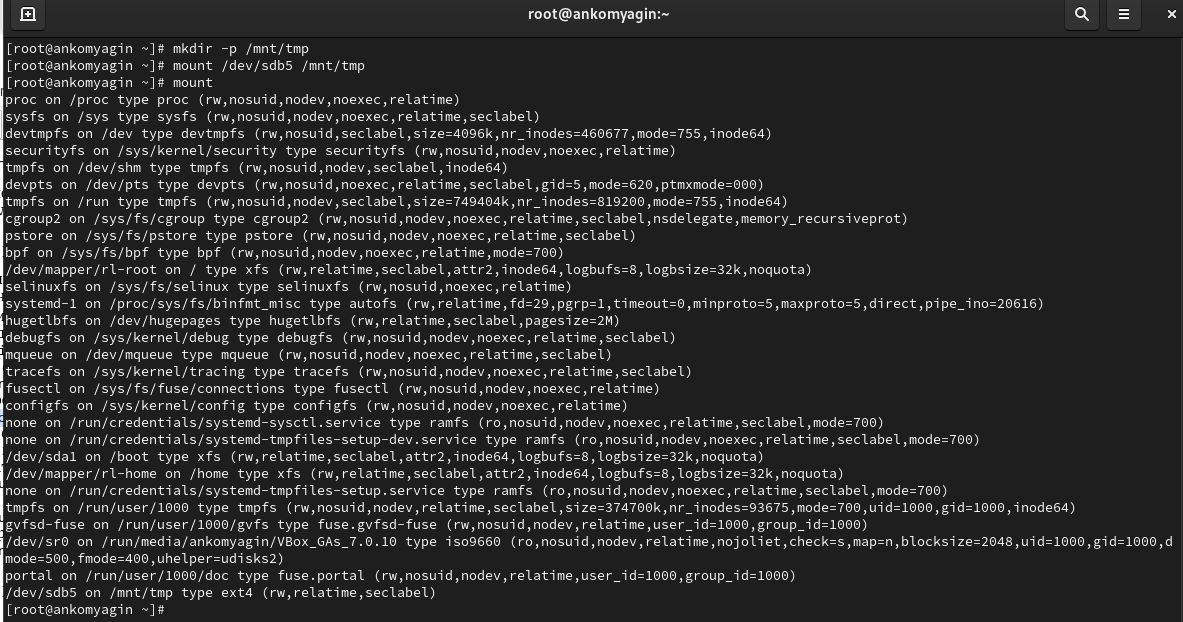 root@ankomyagin:~
[root@ankomyagin ~]# mkdir -p /mnt/tmp
[root@ankomyagin ~]# mount /dev/sdb5 /mnt/tmp
[root@ankomyagin ~]# mount
proc on /proc type proc (rw,nosuid,nodev,noexec,relatime)
sysfs on /sys type sysfs (rw,nosuid,nodev,noexec,relatime,seclabel)
devtmpfs on /dev type devtmpfs (rw,nosuid,seclabel,size=4096k,nr_inodes=460677,mode=755,inode64)
securityfs on /sys/kernel/security type securityfs (rw,nosuid,nodev,noexec,relatime)
tmpfs on /dev/shm type tmpfs (rw,nosuid,nodev,seclabel,inode64)
devpts on /dev/pts type devpts (rw,nosuid,noexec,relatime,seclabel,gid=5,mode=620,ptmxmode=000)
tmpfs on /run type tmpfs (rw,nosuid,nodev,seclabel,size=749404k,nr_inodes=819200,mode=755,inode64)
cgroup2 on /sys/fs/cgroup type cgroup2 (rw,nosuid,nodev,noexec,relatime,seclabel,nsdelegate,memory_recursiveprot)
pstore on /sys/fs/pstore type pstore (rw,nosuid,nodev,noexec,relatime,seclabel)
bpf on /sys/fs/bpf type bpf (rw,nosuid,nodev,noexec,relatime,mode=700)
/dev/mapper/rl-root on / type xfs (rw,relatime,seclabel,attr2,inode64,logbufs=8,logbsize=32k,noquota)
selinuxfs on /sys/fs/selinux type selinuxfs (rw,nosuid,noexec,relatime)
systemd-1 on /proc/sys/fs/binfmt_misc type autofs (rw,relatime,fd=29,pgrp=1,timeout=0,minproto=5,maxproto=5,direct,pipe_ino=20616)
hugetlbfs on /dev/hugepages type hugetlbfs (rw,relatime,seclabel,pagesize=2M)
debugfs on /sys/kernel/debug type debugfs (rw,nosuid,nodev,noexec,relatime,seclabel)
mqueue on /dev/mqueue type mqueue (rw,nosuid,nodev,noexec,relatime,seclabel)
tracefs on /sys/kernel/tracing type tracefs (rw,nosuid,nodev,noexec,relatime,seclabel)
fusectl on /sys/fs/fuse/connections type fusectl (rw,nosuid,nodev,noexec,relatime)
configfs on /sys/kernel/config type configfs (rw,nosuid,nodev,noexec,relatime)
none on /run/credentials/systemd-sysctl.service type ramfs (ro,nosuid,nodev,noexec,relatime,seclabel,mode=700)
none on /run/credentials/systemd-tmpfiles-setup-dev.service type ramfs (ro,nosuid,nodev,noexec,relatime,seclabel,mode=700)
/dev/sda1 on /boot type xfs (rw,relatime,seclabel,attr2,inode64,logbufs=8,logbsize=32k,noquota)
/dev/mapper/rl-home on /home type xfs (rw,relatime,seclabel,attr2,inode64,logbufs=8,logbsize=32k,noquota)
none on /run/credentials/systemd-tmpfiles-setup.service type ramfs (ro,nosuid,nodev,noexec,relatime,seclabel,mode=700)
tmpfs on /run/user/1000 type tmpfs (rw,nosuid,nodev,relatime,seclabel,size=374700k,nr_inodes=93675,mode=700,uid=1000,gid=1000,inode64)
gvfsd-fuse on /run/user/1000/gvfs type fuse.gvfsd-fuse (rw,nosuid,nodev,relatime,user_id=1000,group_id=1000)
/dev/sr0 on /run/media/ankomyagin/VBox_GAs_7.0.10 type iso9660 (ro,nosuid,nodev,relatime,nojoliet,check=s,map=n,blocksize=2048,uid=1000,gid=1000,d
mode=500,fmode=400,uhelper=udisks2)
portal on /run/user/1000/doc type fuse.portal (rw,nosuid,nodev,relatime,user_id=1000,group_id=1000)
/dev/sdb5 on /mnt/tmp type ext4 (rw,relatime,seclabel)
[root@ankomyagin ~]#